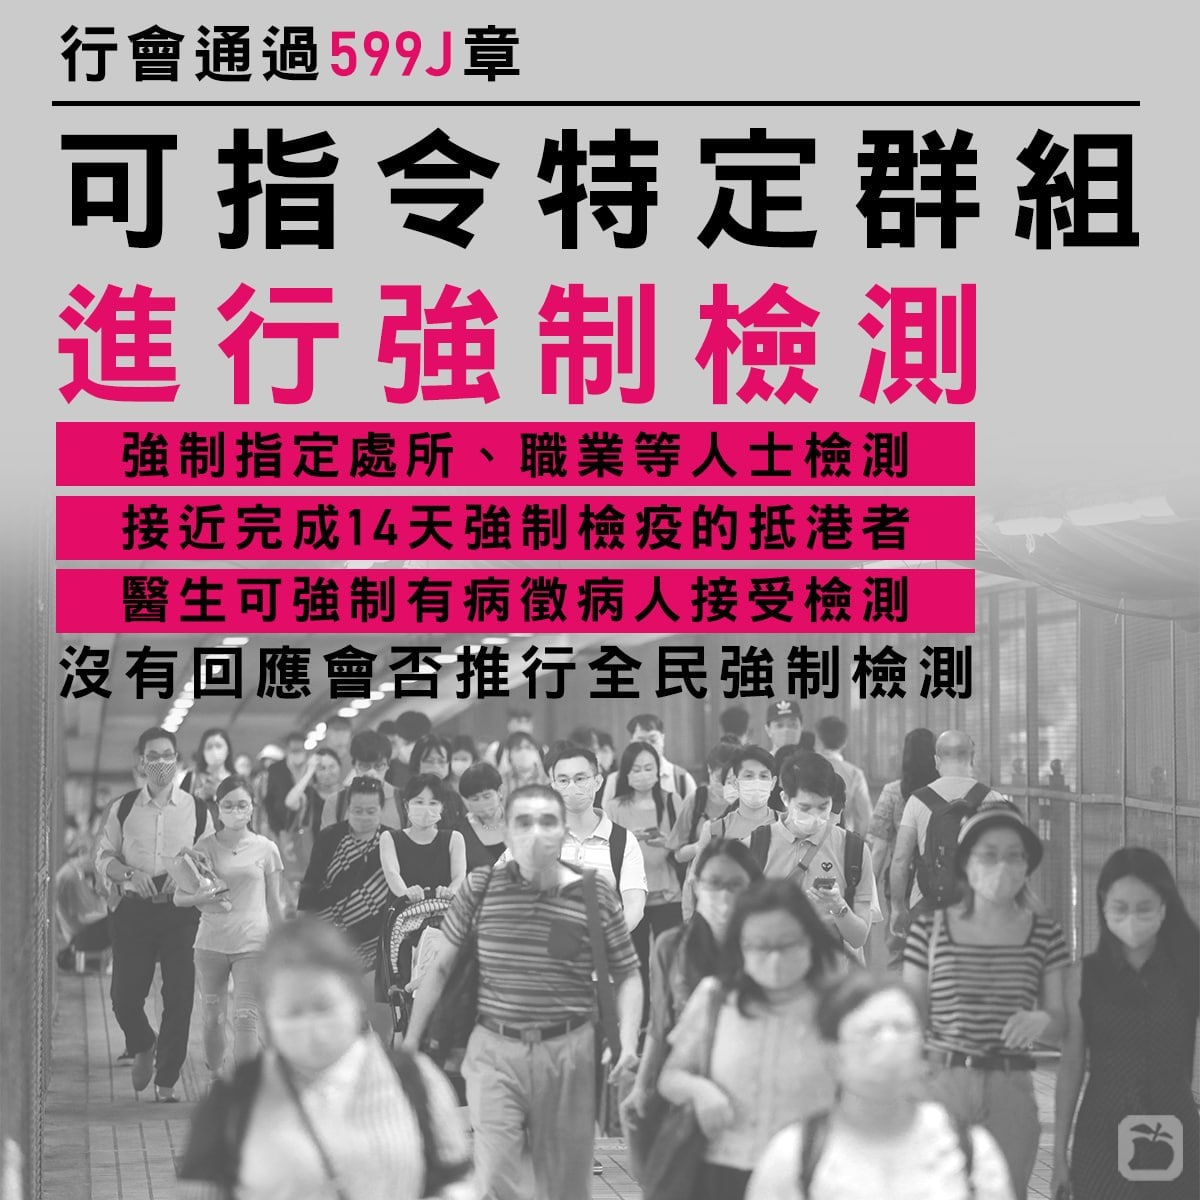 行會通過599J章
可指令特定群組
進行強制檢測
強制指定處所、職業等人士檢測
接近完成14天強制檢疫的抵港者
醫生可強制有病徵病人接受檢測
沒有回應會否推行全民強制檢測